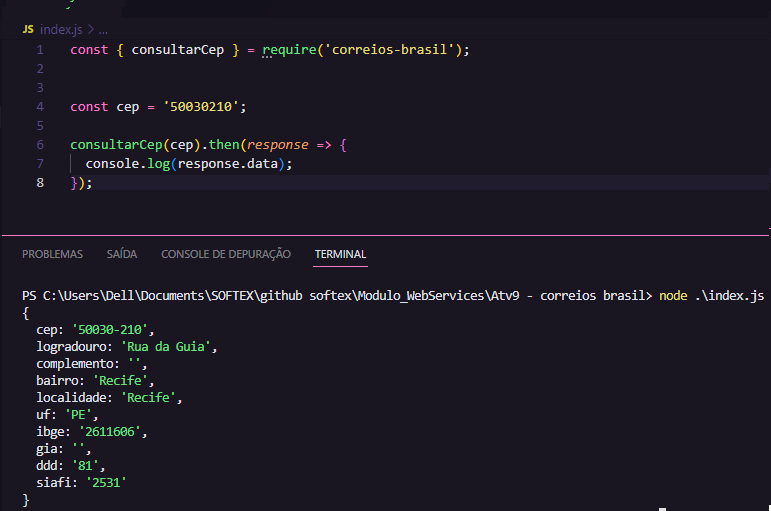 JS index.js > ...
1 const { consultarCep } = require('correios-brasil');
2
3
4 const cep = '50030210';
5
6 consultarCep(cep).then(response => {
7 console.log(response.data);
8 });
PROBLEMAS SAÍDA CONSOLE DE DEPURAÇÃO TERMINAL
PS C:\Users\Dell\Documents\SOFTEX\github softex\Modulo_WebServices\Atv9 - correios brasil> node .\index.js
{
cep: '50030-210',
logradouro: 'Rua da Guia',
complemento: '',
bairro: 'Recife',
localidade: 'Recife',
uf: 'PE',
ibge: '2611606',
gia: '',
ddd: '81',
siafi: '2531'
}